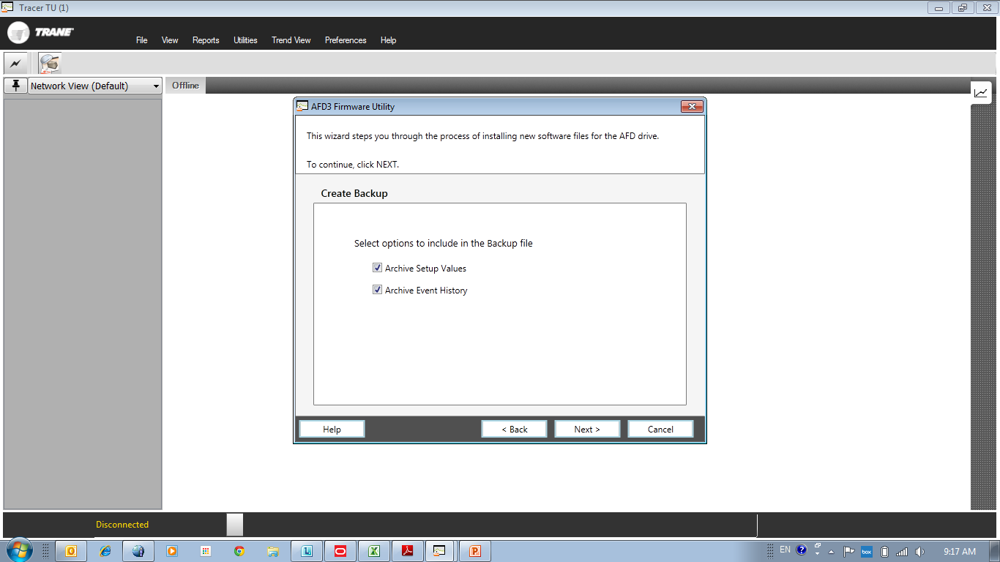 Tracer TU (1)
TRANE
File View Reports Utilities Trend View Preferences Help
Network View (Default)
Offline
AFD3 Firmware Utility
This wizard steps you through the process of installing new software files for the AFD drive.
To continue, click NEXT.
Create Backup
Select options to include in the Backup file
Archive Setup Values
Archive Event History
Help < Back Next > Cancel
Disconnected
EN box 9:17 AM